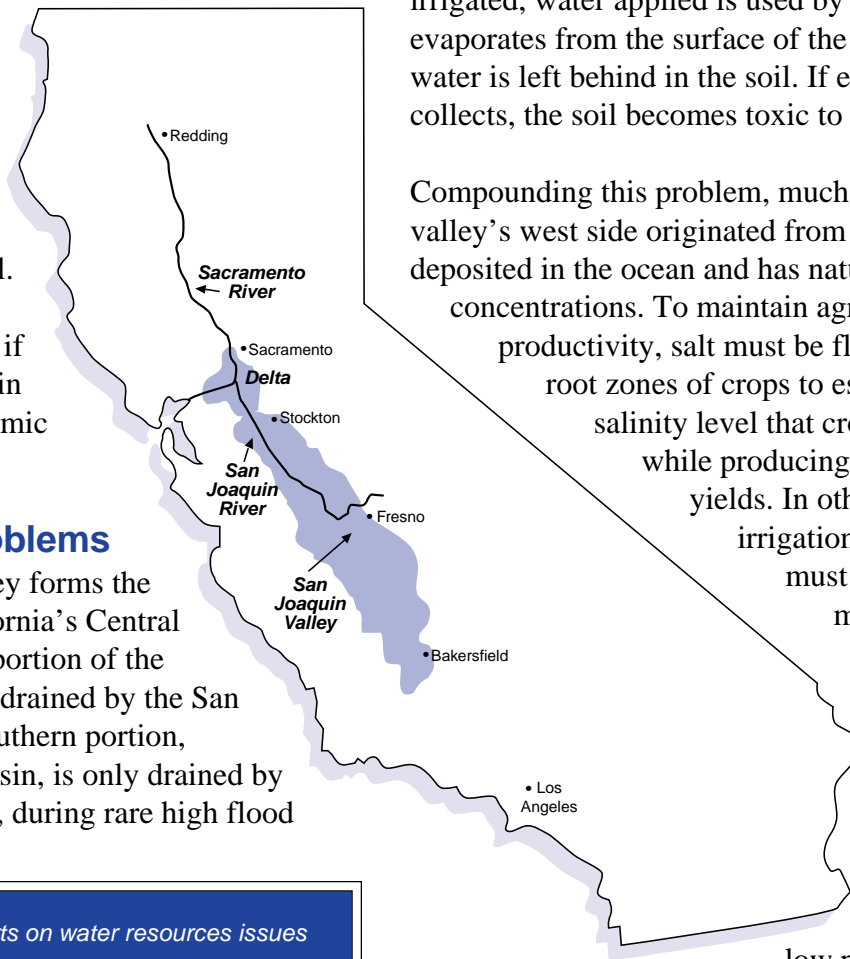 l.
if
in
mic
oblems
ey forms the
ornia's Central
portion of the
drained by the San
uthern portion,
sin, is only drained by
, during rare high flood
rts on water resources issues
Redding
Sacramento
River
Sacramento
Delta
Stockton
San
Joaquin
River
Fresno
San
Joaquin
Valley
Bakersfield
Los
Angeles
irrigated, water applied is used by
evaporates from the surface of the
water is left behind in the soil. If e
collects, the soil becomes toxic to
Compounding this problem, much
valley's west side originated from
deposited in the ocean and has natu
concentrations. To maintain agr
productivity, salt must be fl
root zones of crops to es
salinity level that cro
while producing
yields. In oth
irrigation
must
m